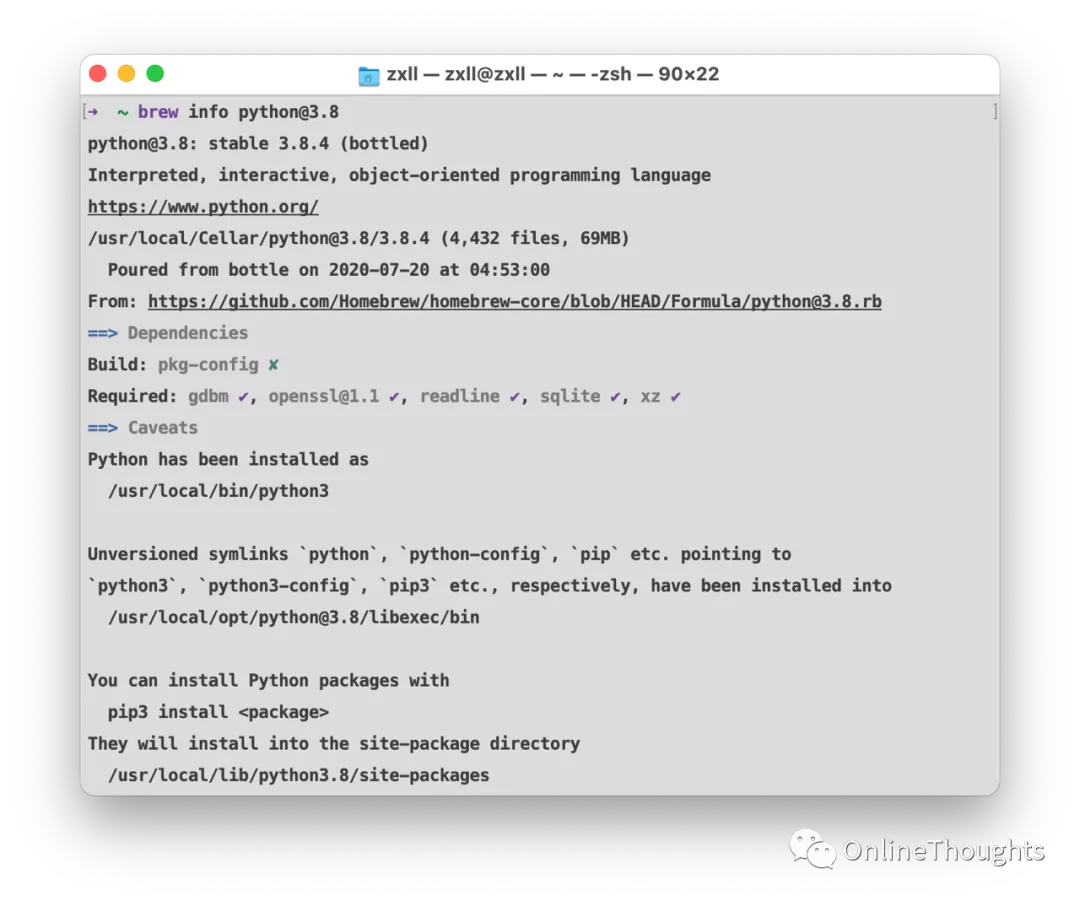 zxll — zxll@zxll — ~ — -zsh — 90×22
[→ ~ brew info python@3.8 ]
python@3.8: stable 3.8.4 (bottled)
Interpreted, interactive, object-oriented programming language
https://www.python.org/
/usr/local/Cellar/python@3.8/3.8.4 (4,432 files, 69MB)
  Poured from bottle on 2020-07-20 at 04:53:00
From: https://github.com/Homebrew/homebrew-core/blob/HEAD/Formula/python@3.8.rb
==> Dependencies
Build: pkg-config ✘
Required: gdbm ✔, openssl@1.1 ✔, readline ✔, sqlite ✔, xz ✔
==> Caveats
Python has been installed as
  /usr/local/bin/python3
Unversioned symlinks `python`, `python-config`, `pip` etc. pointing to
`python3`, `python3-config`, `pip3` etc., respectively, have been installed into
  /usr/local/opt/python@3.8/libexec/bin
You can install Python packages with
  pip3 install <package>
They will install into the site-package directory
  /usr/local/lib/python3.8/site-packages
OnlineThoughts